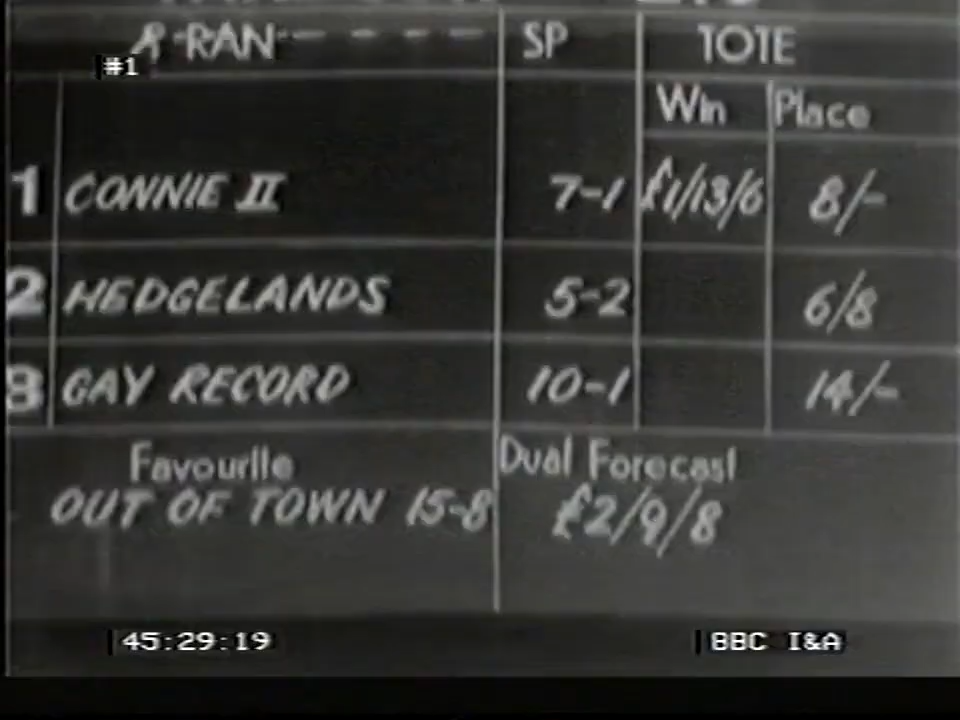 8-RAN SP TOTE
#1
Win Place
1 CONNIE II 7-1 £1/13/6 8/-
2 HEDGELANDS 5-2 6/8
3 GAY RECORD 10-1 14/-
Favourite Dual Forecast
OUT OF TOWN 15-8 £2/9/8
45:29:19 BBC I&A